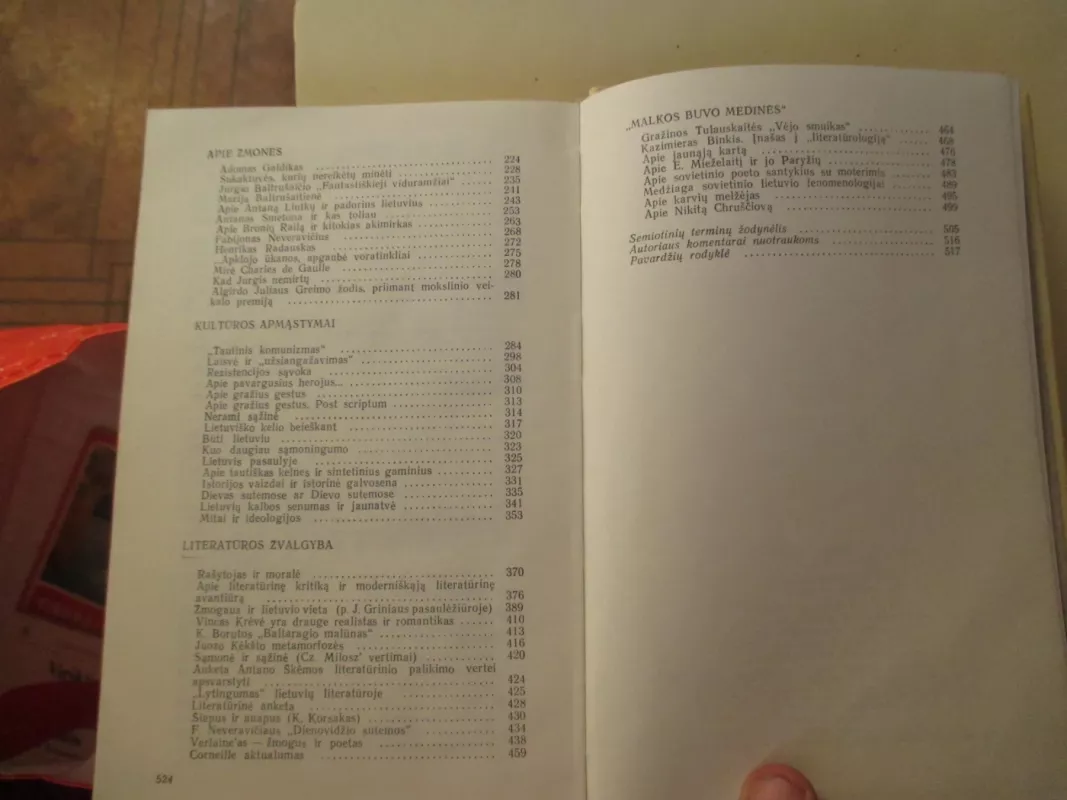 APIE ŽMONES
Adomas Galdikas 224
Sukaktuvės, kurių nereikėtų minėti 228
Jurgio Baltrušaičio „Fantastiškieji viduramžiai“ 235
Marija Baltrušaitienė 241
Apie Antaną Liutkų ir padorius lietuvius 243
Antanas Smetona ir kas toliau 253
Apie Bronių Railą ir kitokias akimirkas 263
Fabijonas Neveravičius 268
Henrikas Radauskas 272
„Apklojo ūkanos, apgaubė voratinkliai 275
Mirė Charles de Gaulle 278
Kad Jurgis nemirtų 280
Algirdo Juliaus Greimo žodis, priimant mokslinio vei-
kalo premiją 281
KULTŪROS APMĄSTYMAI
„Tautinis komunizmas“ 284
Laisvė ir „užsiangažavimas“ 298
Rezistencijos sąvoka 304
Apie pavargusius herojus... 308
Apie gražius gestus 310
Apie gražius gestus. Post scriptum 313
Nerami sąžinė 314
Lietuviško kelio beieškant 317
Būti lietuviu 320
Kuo daugiau sąmoningumo 323
Lietuvis pasaulyje 325
Apie tautiškas kelnes ir sintetinius gaminius 327
Istorijos vaizdai ir istorinė galvosena 331
Dievas sutemose ar Dievo sutemose 335
Lietuvių kalbos senumas ir jaunatvė 341
Mitai ir ideologijos 353
LITERATŪROS ŽVALGYBA
Rašytojas ir moralė 370
Apie literatūrinę kritiką ir moderniškąją literatūrinę
avantiūrą 376
Žmogaus ir lietuvio vieta (p. J. Griniaus pasaulėžiūroje) 389
Vincas Krėvė yra drauge realistas ir romantikas 410
K. Borutos „Baltaragio malūnas“ 413
Juozo Kėkšto metamorfozės 416
Sąmonė ir sąžinė (Cz. Milosz' vertimai) 420
Anketa Antano Škėmos literatūrinio palikimo vertei
apsvarstyti 424
„Lytingumas“ lietuvių literatūroje 425
Literatūrinė anketa 428
Šiapus ir anapus (K. Korsakas) 430
F. Neveravičiaus „Dienovidžio sutemos“ 434
Verlaine'as — žmogus ir poetas 438
Corneille aktualumas 459
524
„MALKOS BUVO MEDINĖS“
Gražinos Tulauskaitės „Vėjo smuikas“ 464
Kazimieras Binkis. Įnašas į „literatūrologiją“ 468
Apie jaunąją kartą 476
Apie E. Mieželaitį ir jo Paryžių 478
Apie sovietinio poeto santykius su moterimis 483
Medžiaga sovietinio lietuvio fenomenologijai 489
Apie karvių melžėjas 495
Apie Nikitą Chruščiovą 499
Semiotinių terminų žodynėlis 505
Autoriaus komentarai nuotraukoms 516
Pavardžių rodyklė 517